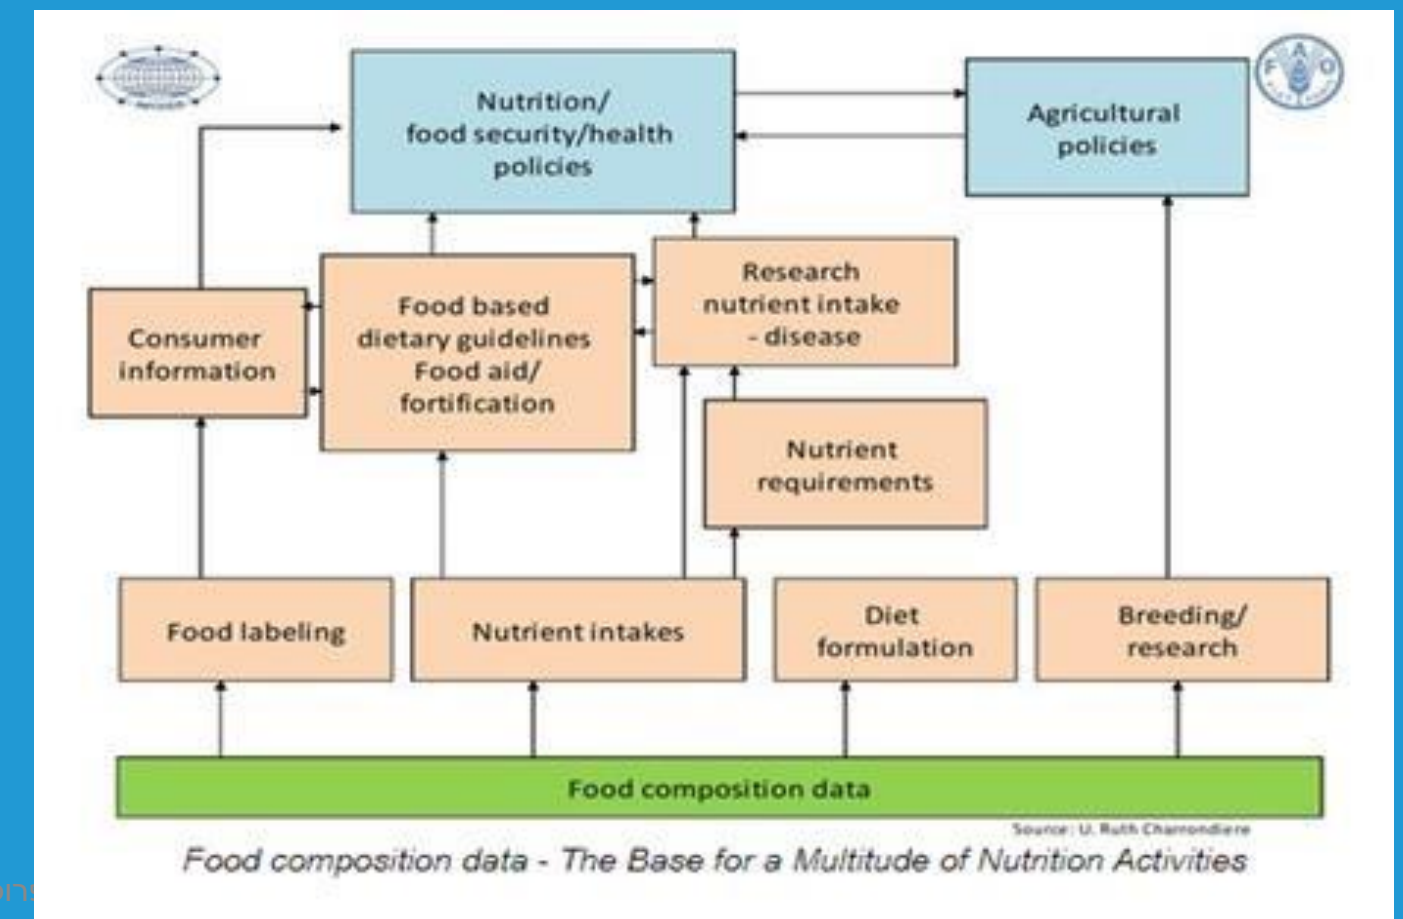 F A O
Nutrition/
food security/health
policies
Agricultural
policies
Consumer
information
Food based
dietary guidelines
Food aid/
fortification
Research
nutrient intake
- disease
Nutrient
requirements
Food labeling
Nutrient intakes
Diet
formulation
Breeding/
research
Food composition data
Source: U. Ruth Charrondiere
Food composition data - The Base for a Multitude of Nutrition Activities